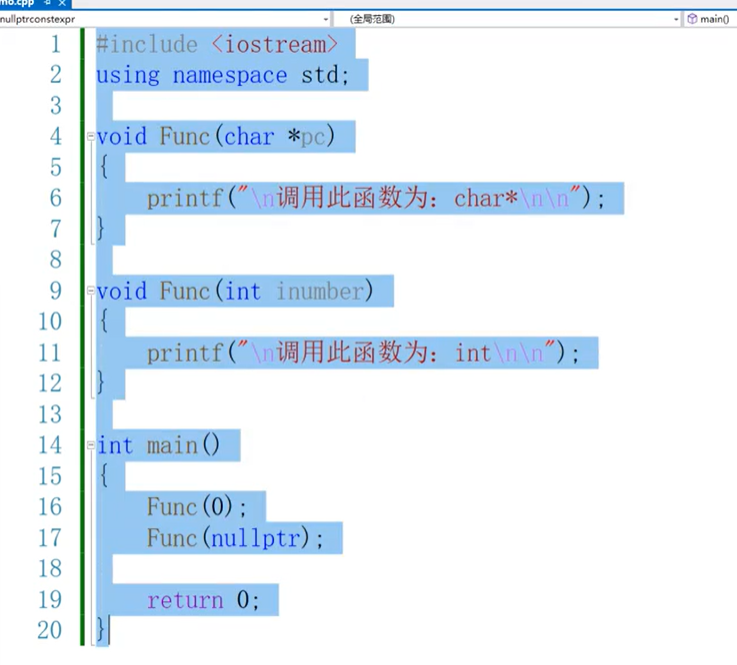 mo.cpp
nullptrconstexpr (全局范围) main()
1 #include <iostream>
2 using namespace std;
3
4 void Func(char *pc)
5 {
6 printf("\n调用此函数为: char*\n\n");
7 }
8
9 void Func(int inumber)
10 {
11 printf("\n调用此函数为: int\n\n");
12 }
13
14 int main()
15 {
16 Func(0);
17 Func(nullptr);
18
19 return 0;
20 }